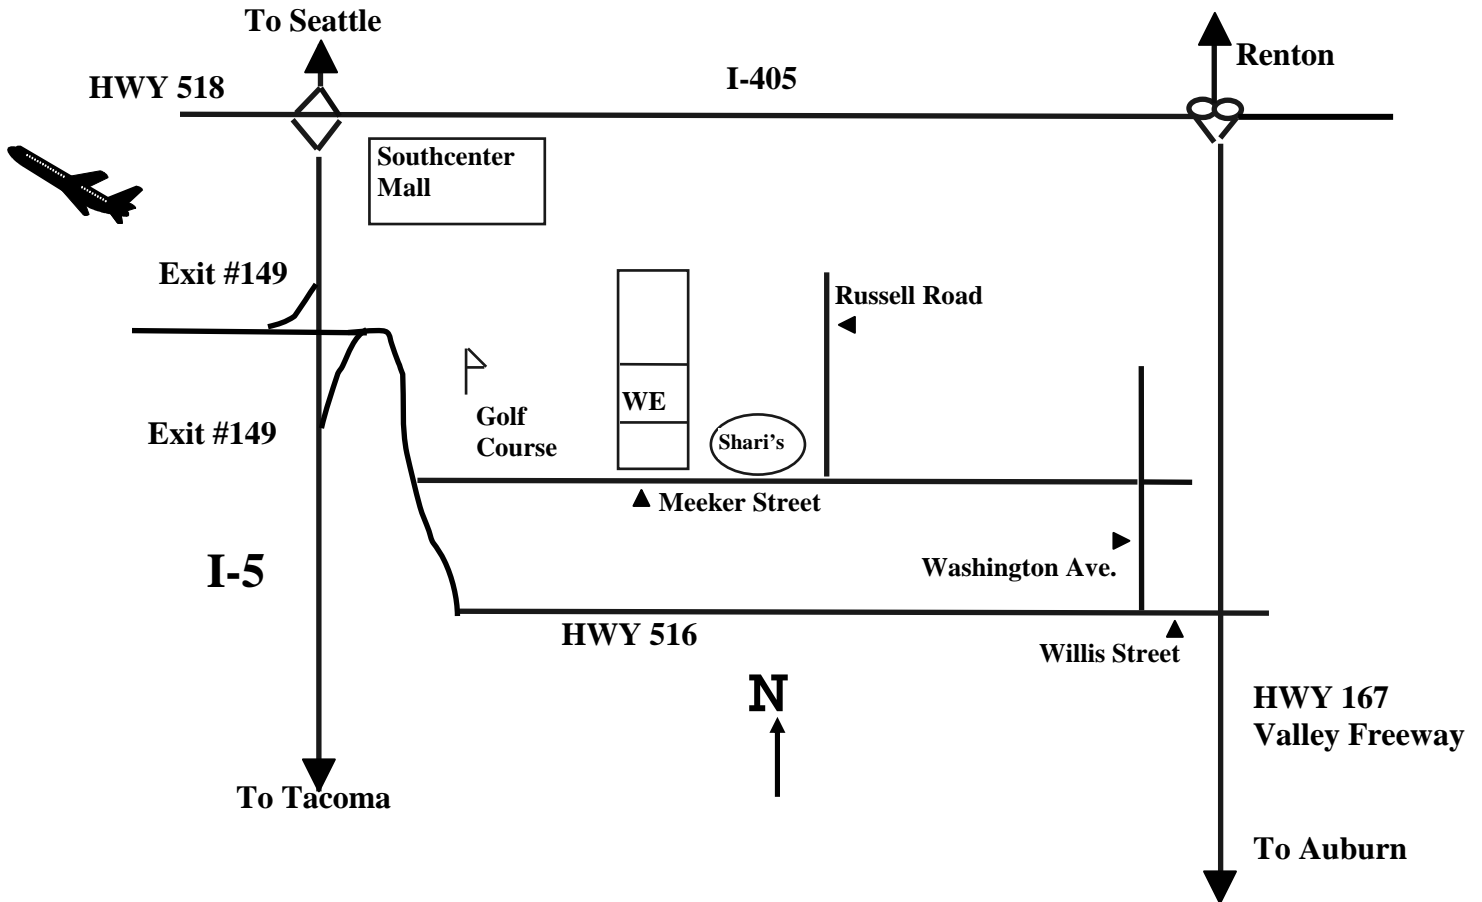 To Seattle
Renton
I-405
HWY 518
Southcenter
Mall
Exit #149
Russell Road
WE
Golf
Course
Exit #149
Shari's
Meeker Street
I-5
Washington Ave.
HWY 516
Willis Street
N
HWY 167
Valley Freeway
To Tacoma
To Auburn